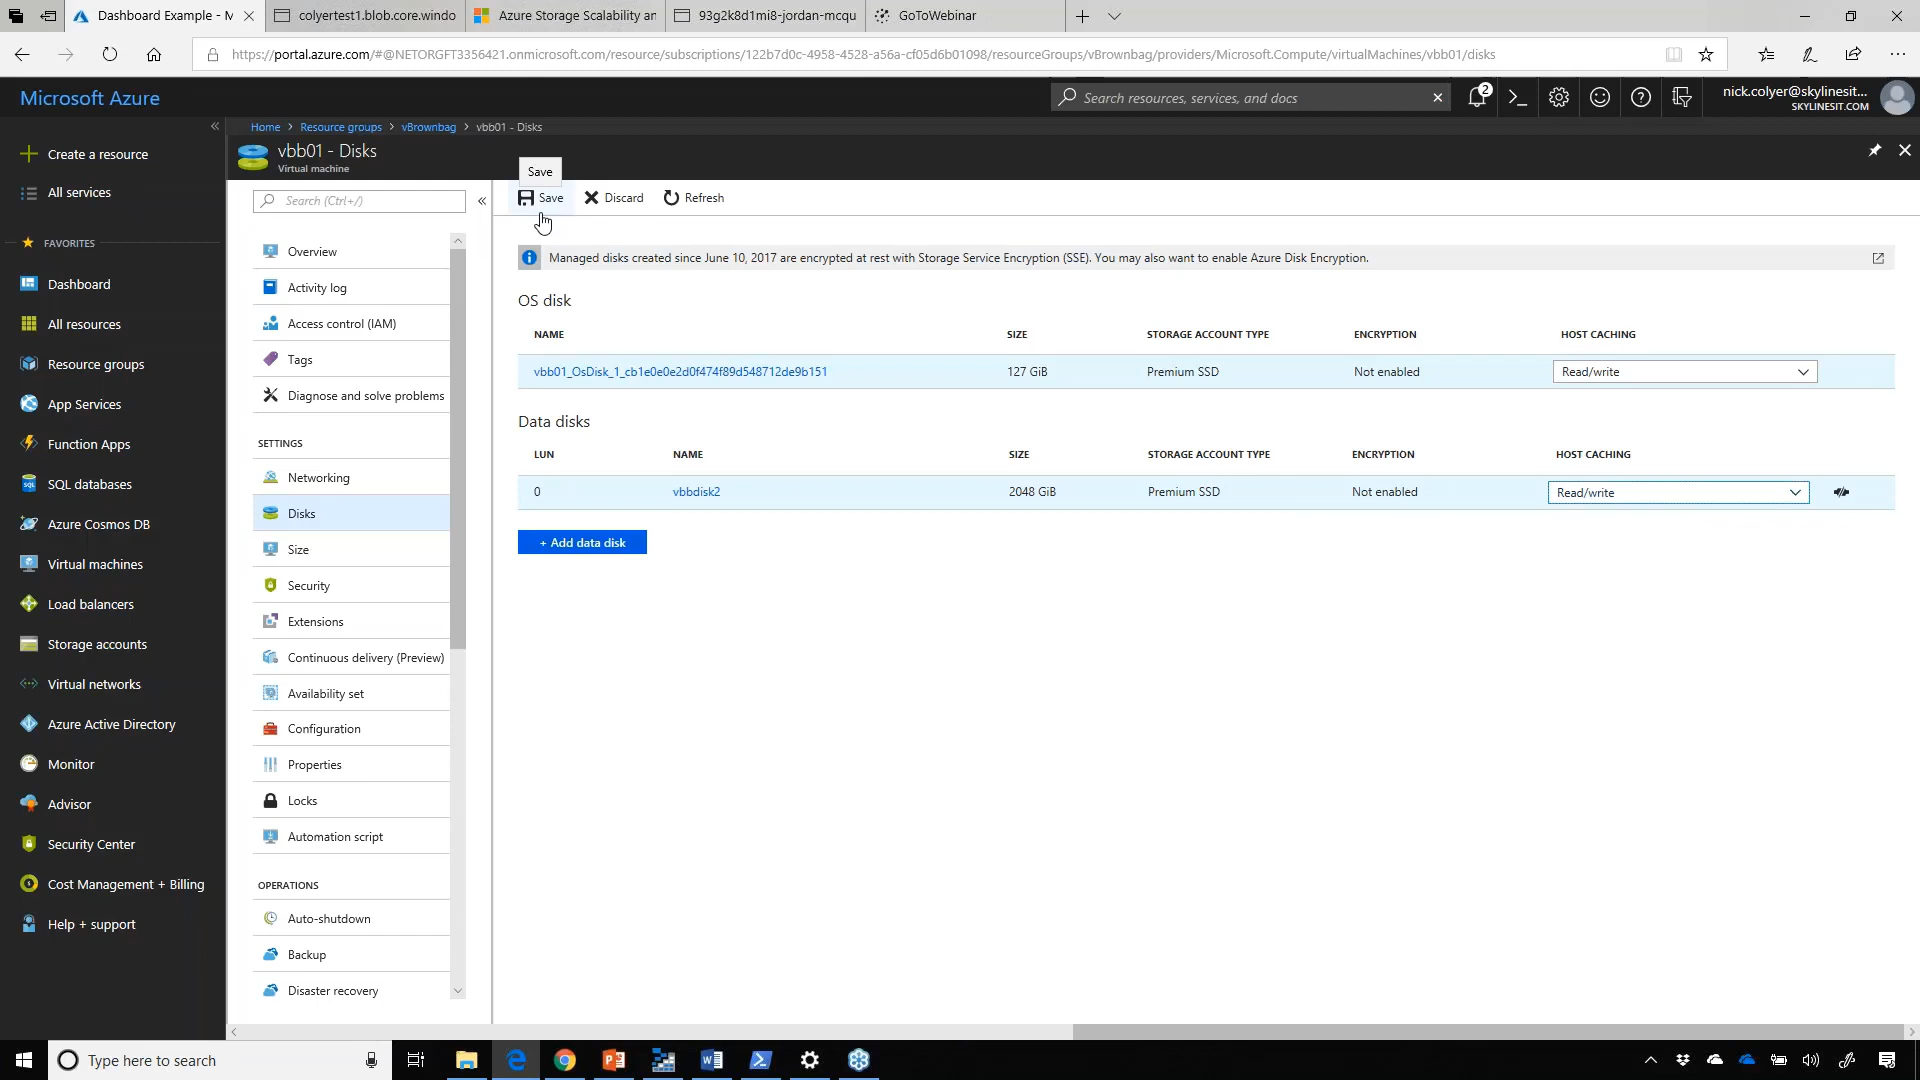 Dashboard Example - M
colyertest1.blob.core.windo
Azure Storage Scalability an
93g2k8d1mi8-jordan-mcqu
GoToWebinar
https://portal.azure.com/#@NETORGFT3356421.onmicrosoft.com/resource/subscriptions/122b7d0c-4958-4528-a56a-cf05d6b01098/resourceGroups/vBrownbag/providers/Microsoft.Compute/virtualMachines/vbb01/disks
Microsoft Azure
Search resources, services, and docs
2
nick.colyer@skylinesit...
SKYLINESIT.COM
Home > Resource groups > vBrownbag > vbb01 - Disks
vbb01 - Disks
Virtual machine
Create a resource
All services
FAVORITES
Dashboard
All resources
Resource groups
App Services
Function Apps
SQL databases
Azure Cosmos DB
Virtual machines
Load balancers
Storage accounts
Virtual networks
Azure Active Directory
Monitor
Advisor
Security Center
Cost Management + Billing
Help + support
Search (Ctrl+/)
Overview
Activity log
Access control (IAM)
Tags
Diagnose and solve problems
SETTINGS
Networking
Disks
Size
Security
Extensions
Continuous delivery (Preview)
Availability set
Configuration
Properties
Locks
Automation script
OPERATIONS
Auto-shutdown
Backup
Disaster recovery
Save
Save Discard Refresh
Managed disks created since June 10, 2017 are encrypted at rest with Storage Service Encryption (SSE). You may also want to enable Azure Disk Encryption.
OS disk
NAME SIZE STORAGE ACCOUNT TYPE ENCRYPTION HOST CACHING
vbb01_OsDisk_1_cb1e0e0e2d0f474f89d548712de9b151 127 GiB Premium SSD Not enabled Read/write
Data disks
LUN NAME SIZE STORAGE ACCOUNT TYPE ENCRYPTION HOST CACHING
0 vbbdisk2 2048 GiB Premium SSD Not enabled Read/write
+ Add data disk
Type here to search